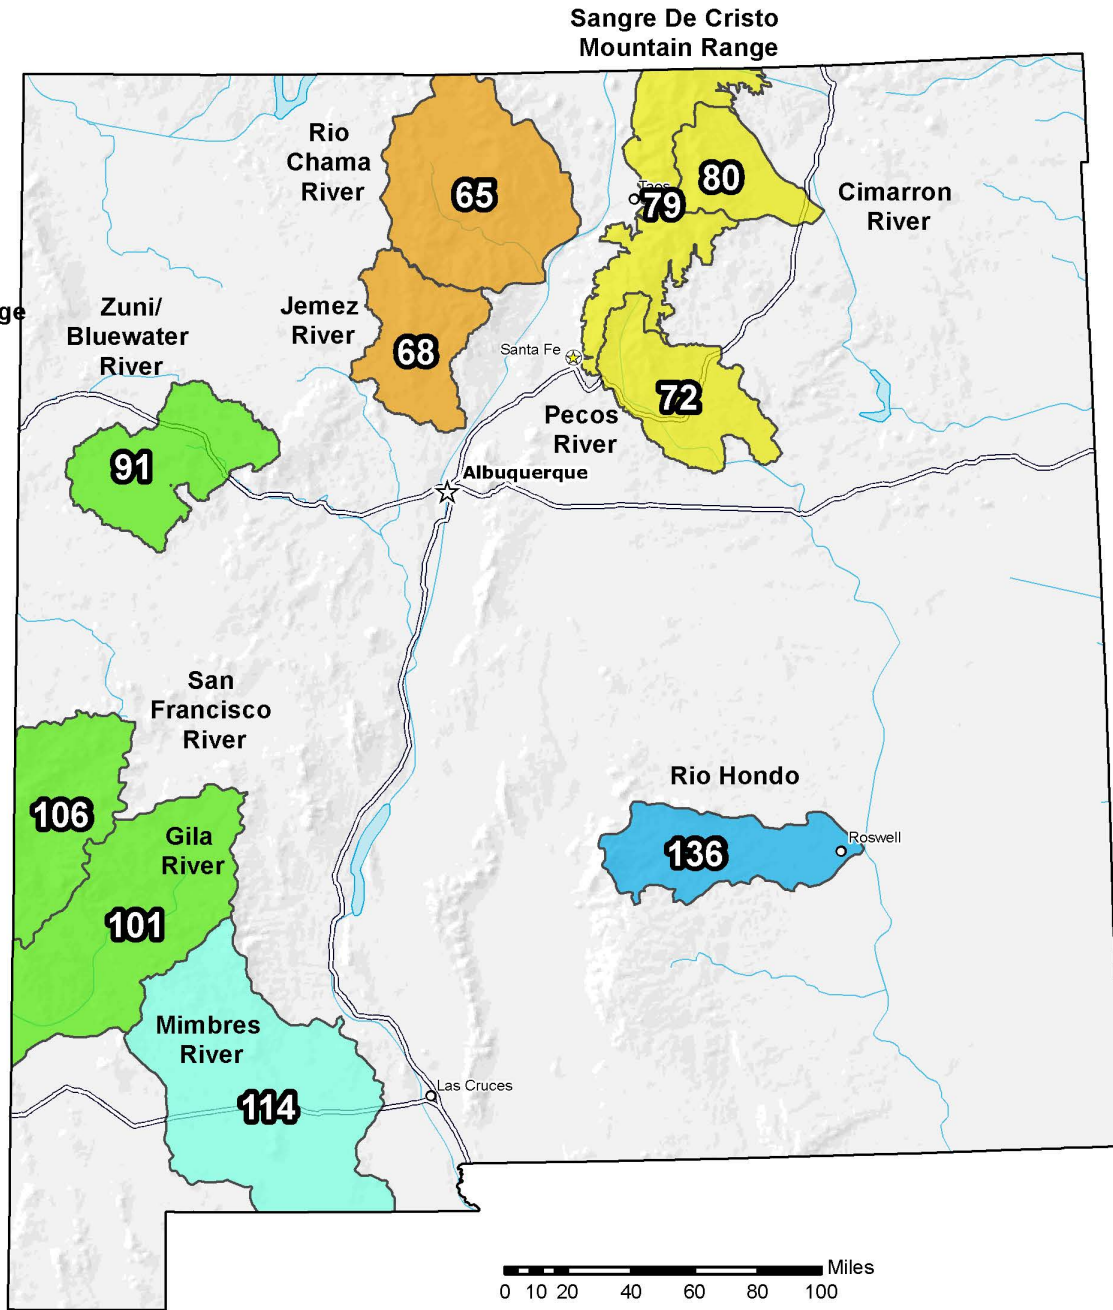 Sangre De Cristo
Mountain Range
Rio
Chama
River
65
80
Taos
79
Cimarron
River
ge
Zuni/
Bluewater
River
Jemez
River
68
Santa Fe
72
Pecos
River
91
Albuquerque
San
Francisco
River
106
Gila
River
101
Rio Hondo
136
Roswell
Mimbres
River
114
Las Cruces
Miles
0 10 20 40 60 80 100